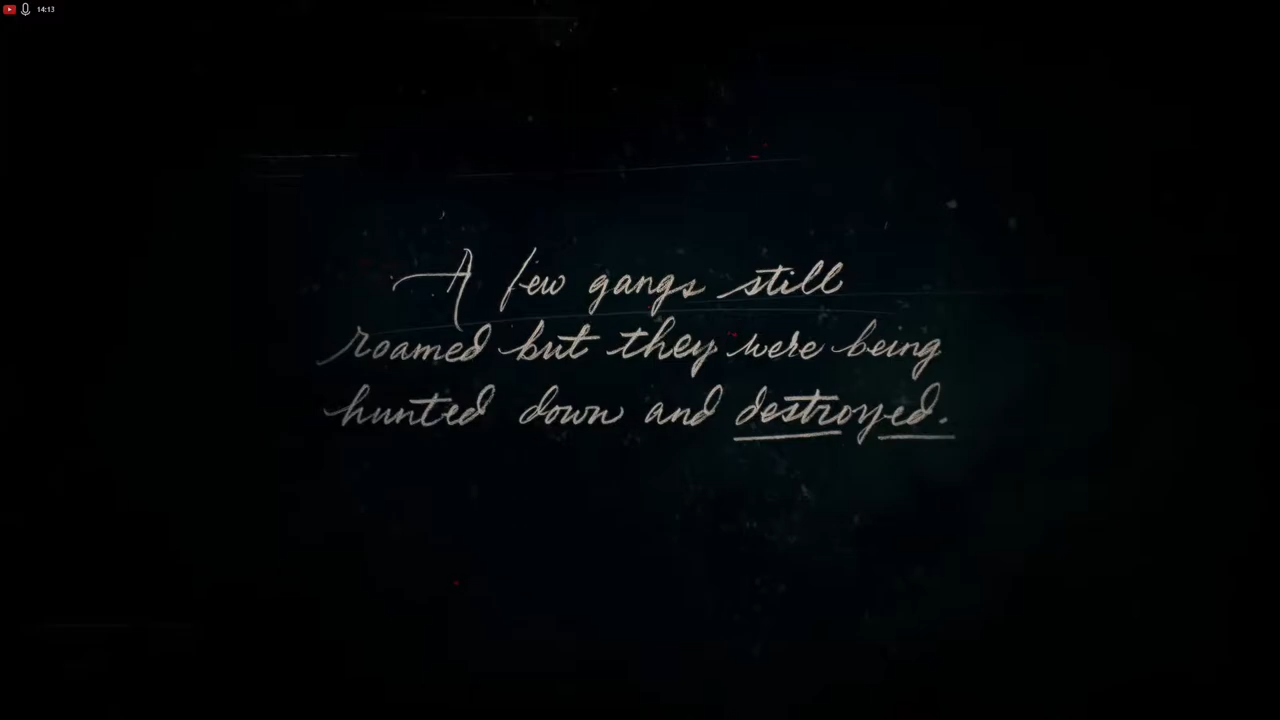 14:13
A few gangs still
roamed but they were being
hunted down and destroyed.